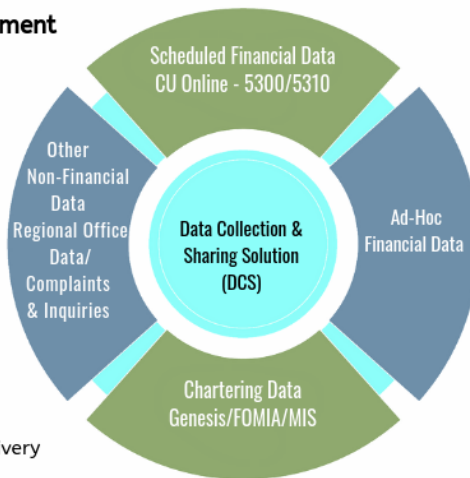 ment
Scheduled Financial Data
CU Online - 5300/5310
Other
Non-Financial
Data
Regional Office
Data/
Complaints
& Inquiries
Data Collection &
Sharing Solution
(DCS)
Ad-Hoc
Financial Data
Chartering Data
Genesis/FOMIA/MIS
very